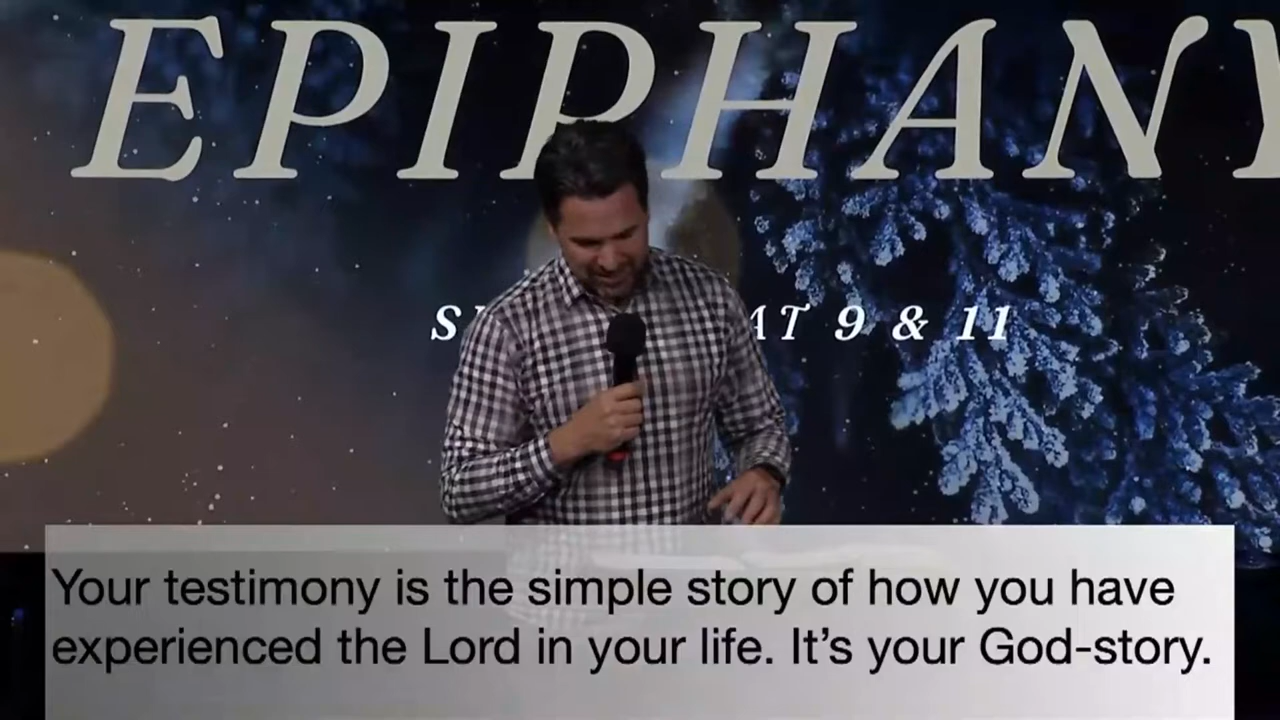 EPIPHANY
AT 9 & 11
Your testimony is the simple story of how you have
experienced the Lord in your life. It’s your God-story.